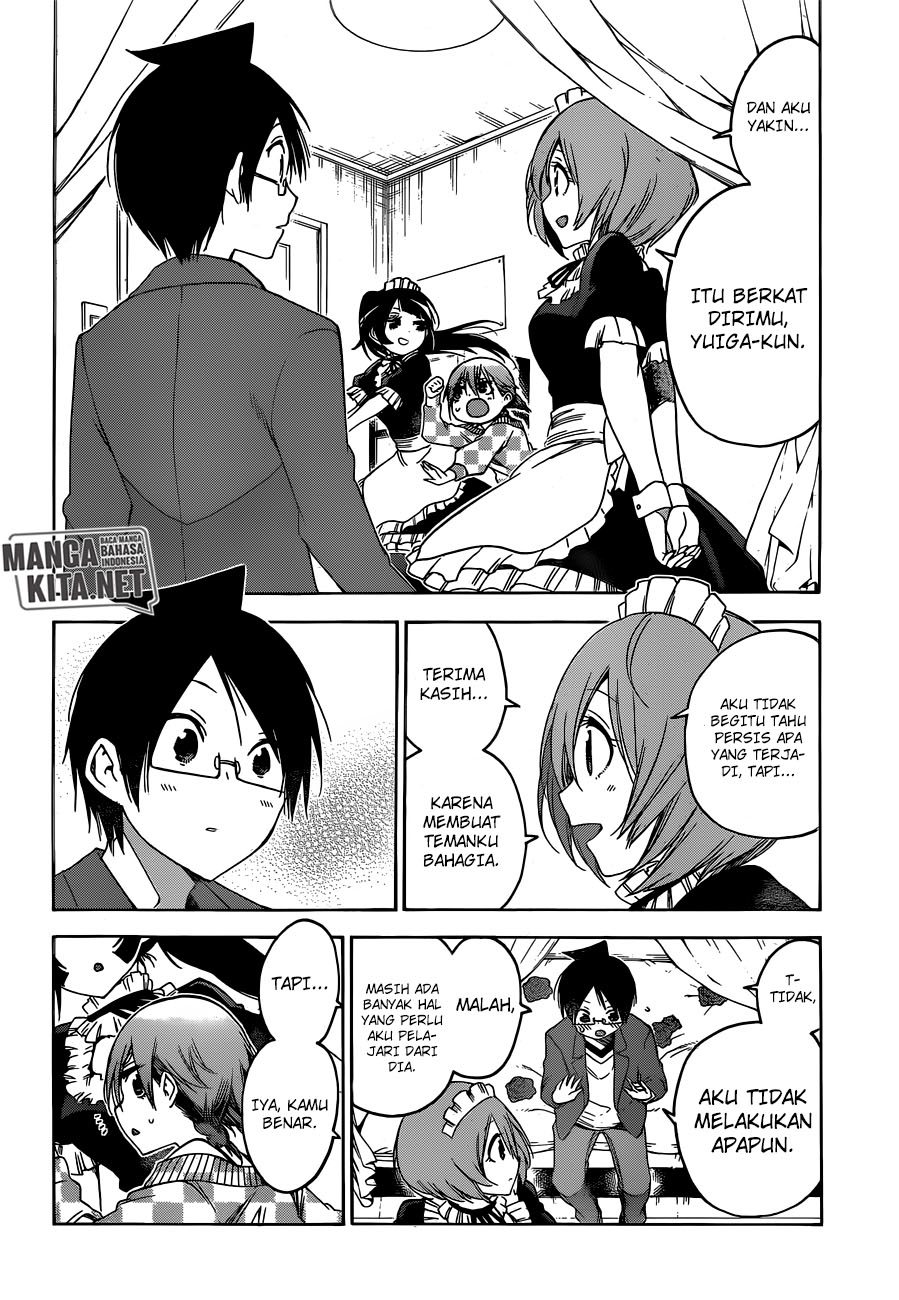 DAN AKU
YAKIN...
ITU BERKAT
DIRIMU,
YUIGA-KUN.
MANGA
KITA.NET
BACA MANGA
BAHASA
INDONESIA
AKU TIDAK
BEGITU TAHU
PERSIS APA
YANG TERJA-
DI, TAPI...
TERIMA
KASIH...
KARENA
MEMBUAT
TEMANKU
BAHAGIA.
T-
TIDAK,
AKU TIDAK
MELAKUKAN
APAPUN.
MALAH,
MASIH ADA
BANYAK HAL
YANG PERLU
AKU PELA-
JARI DARI
DIA.
TAPI...
IYA, KAMU
BENAR.